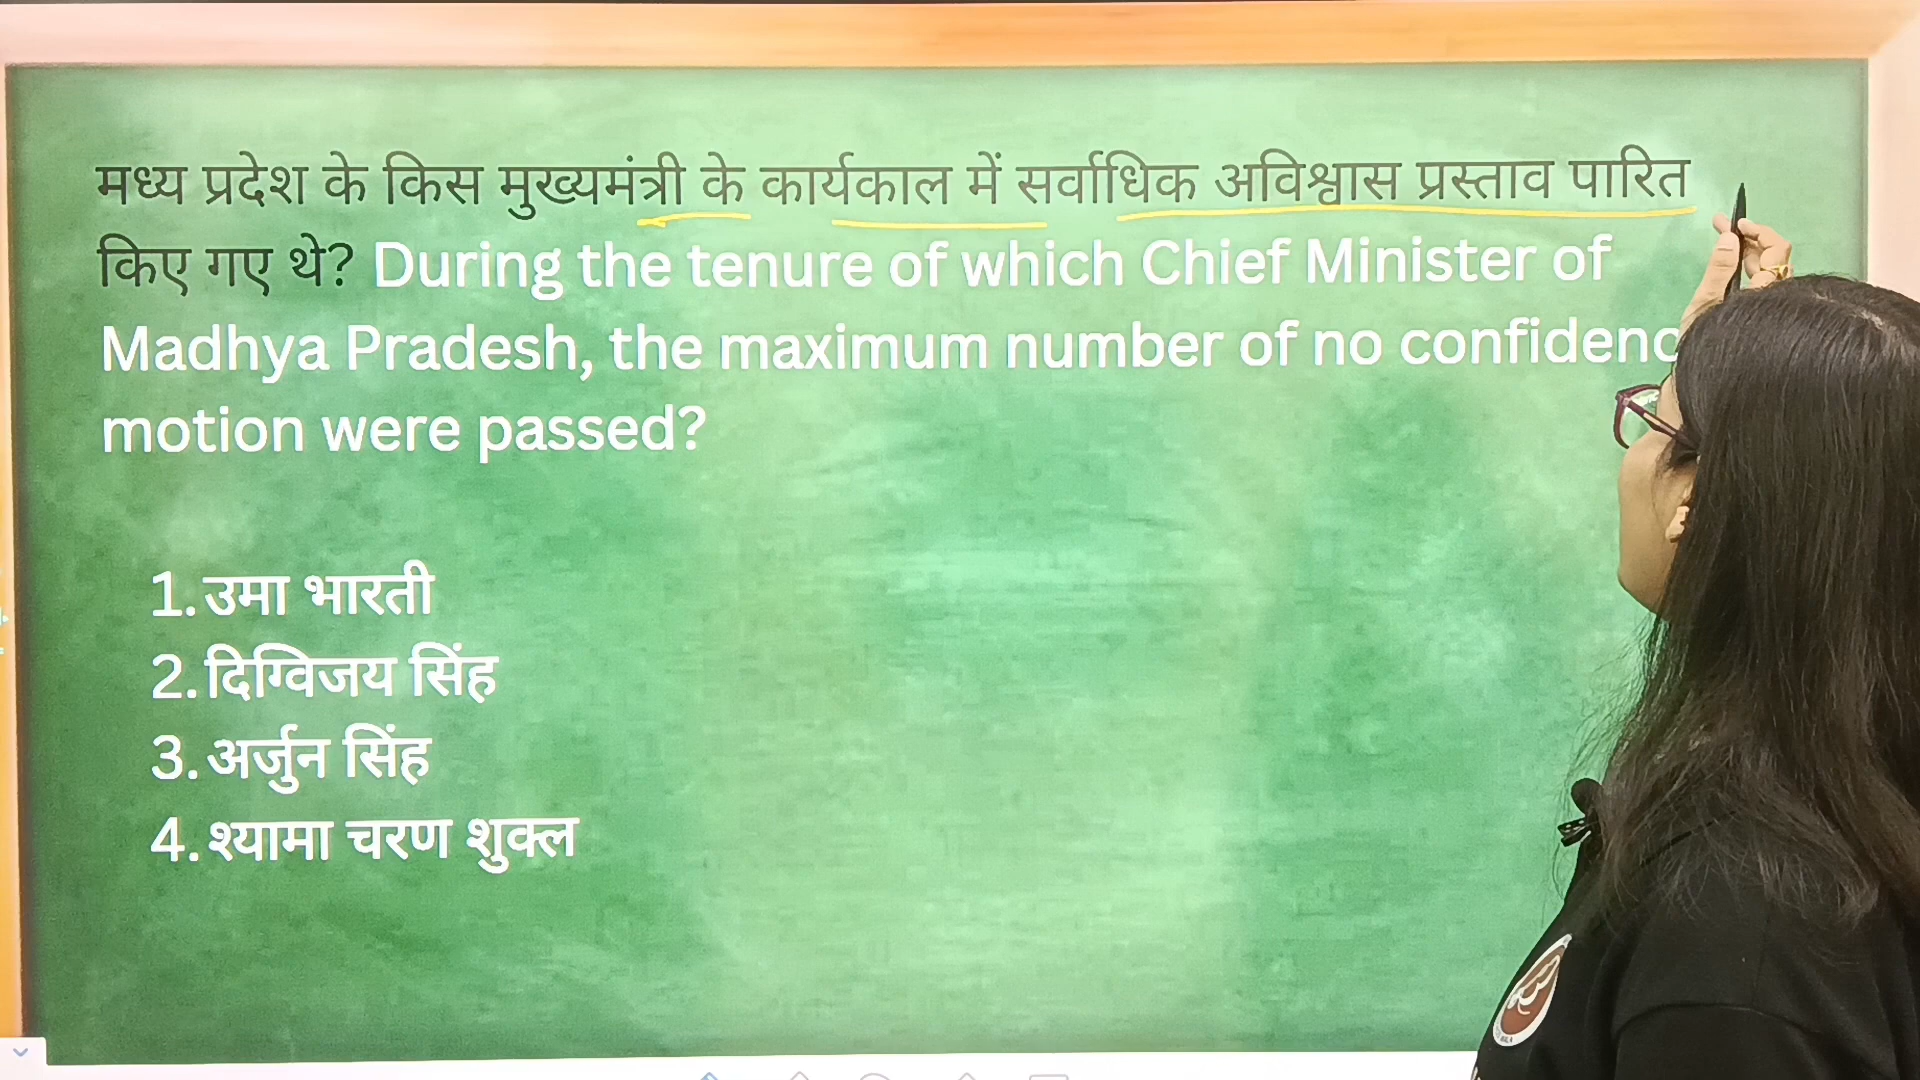 मध्य प्रदेश के किस मुख्यमंत्री के कार्यकाल में सर्वाधिक अविश्वास प्रस्ताव पारित
किए गए थे? During the tenure of which Chief Minister of
Madhya Pradesh, the maximum number of no confidenc
motion were passed?
1. उमा भारती
2. दिग्विजय सिंह
3. अर्जुन सिंह
4. श्यामा चरण शुक्ल